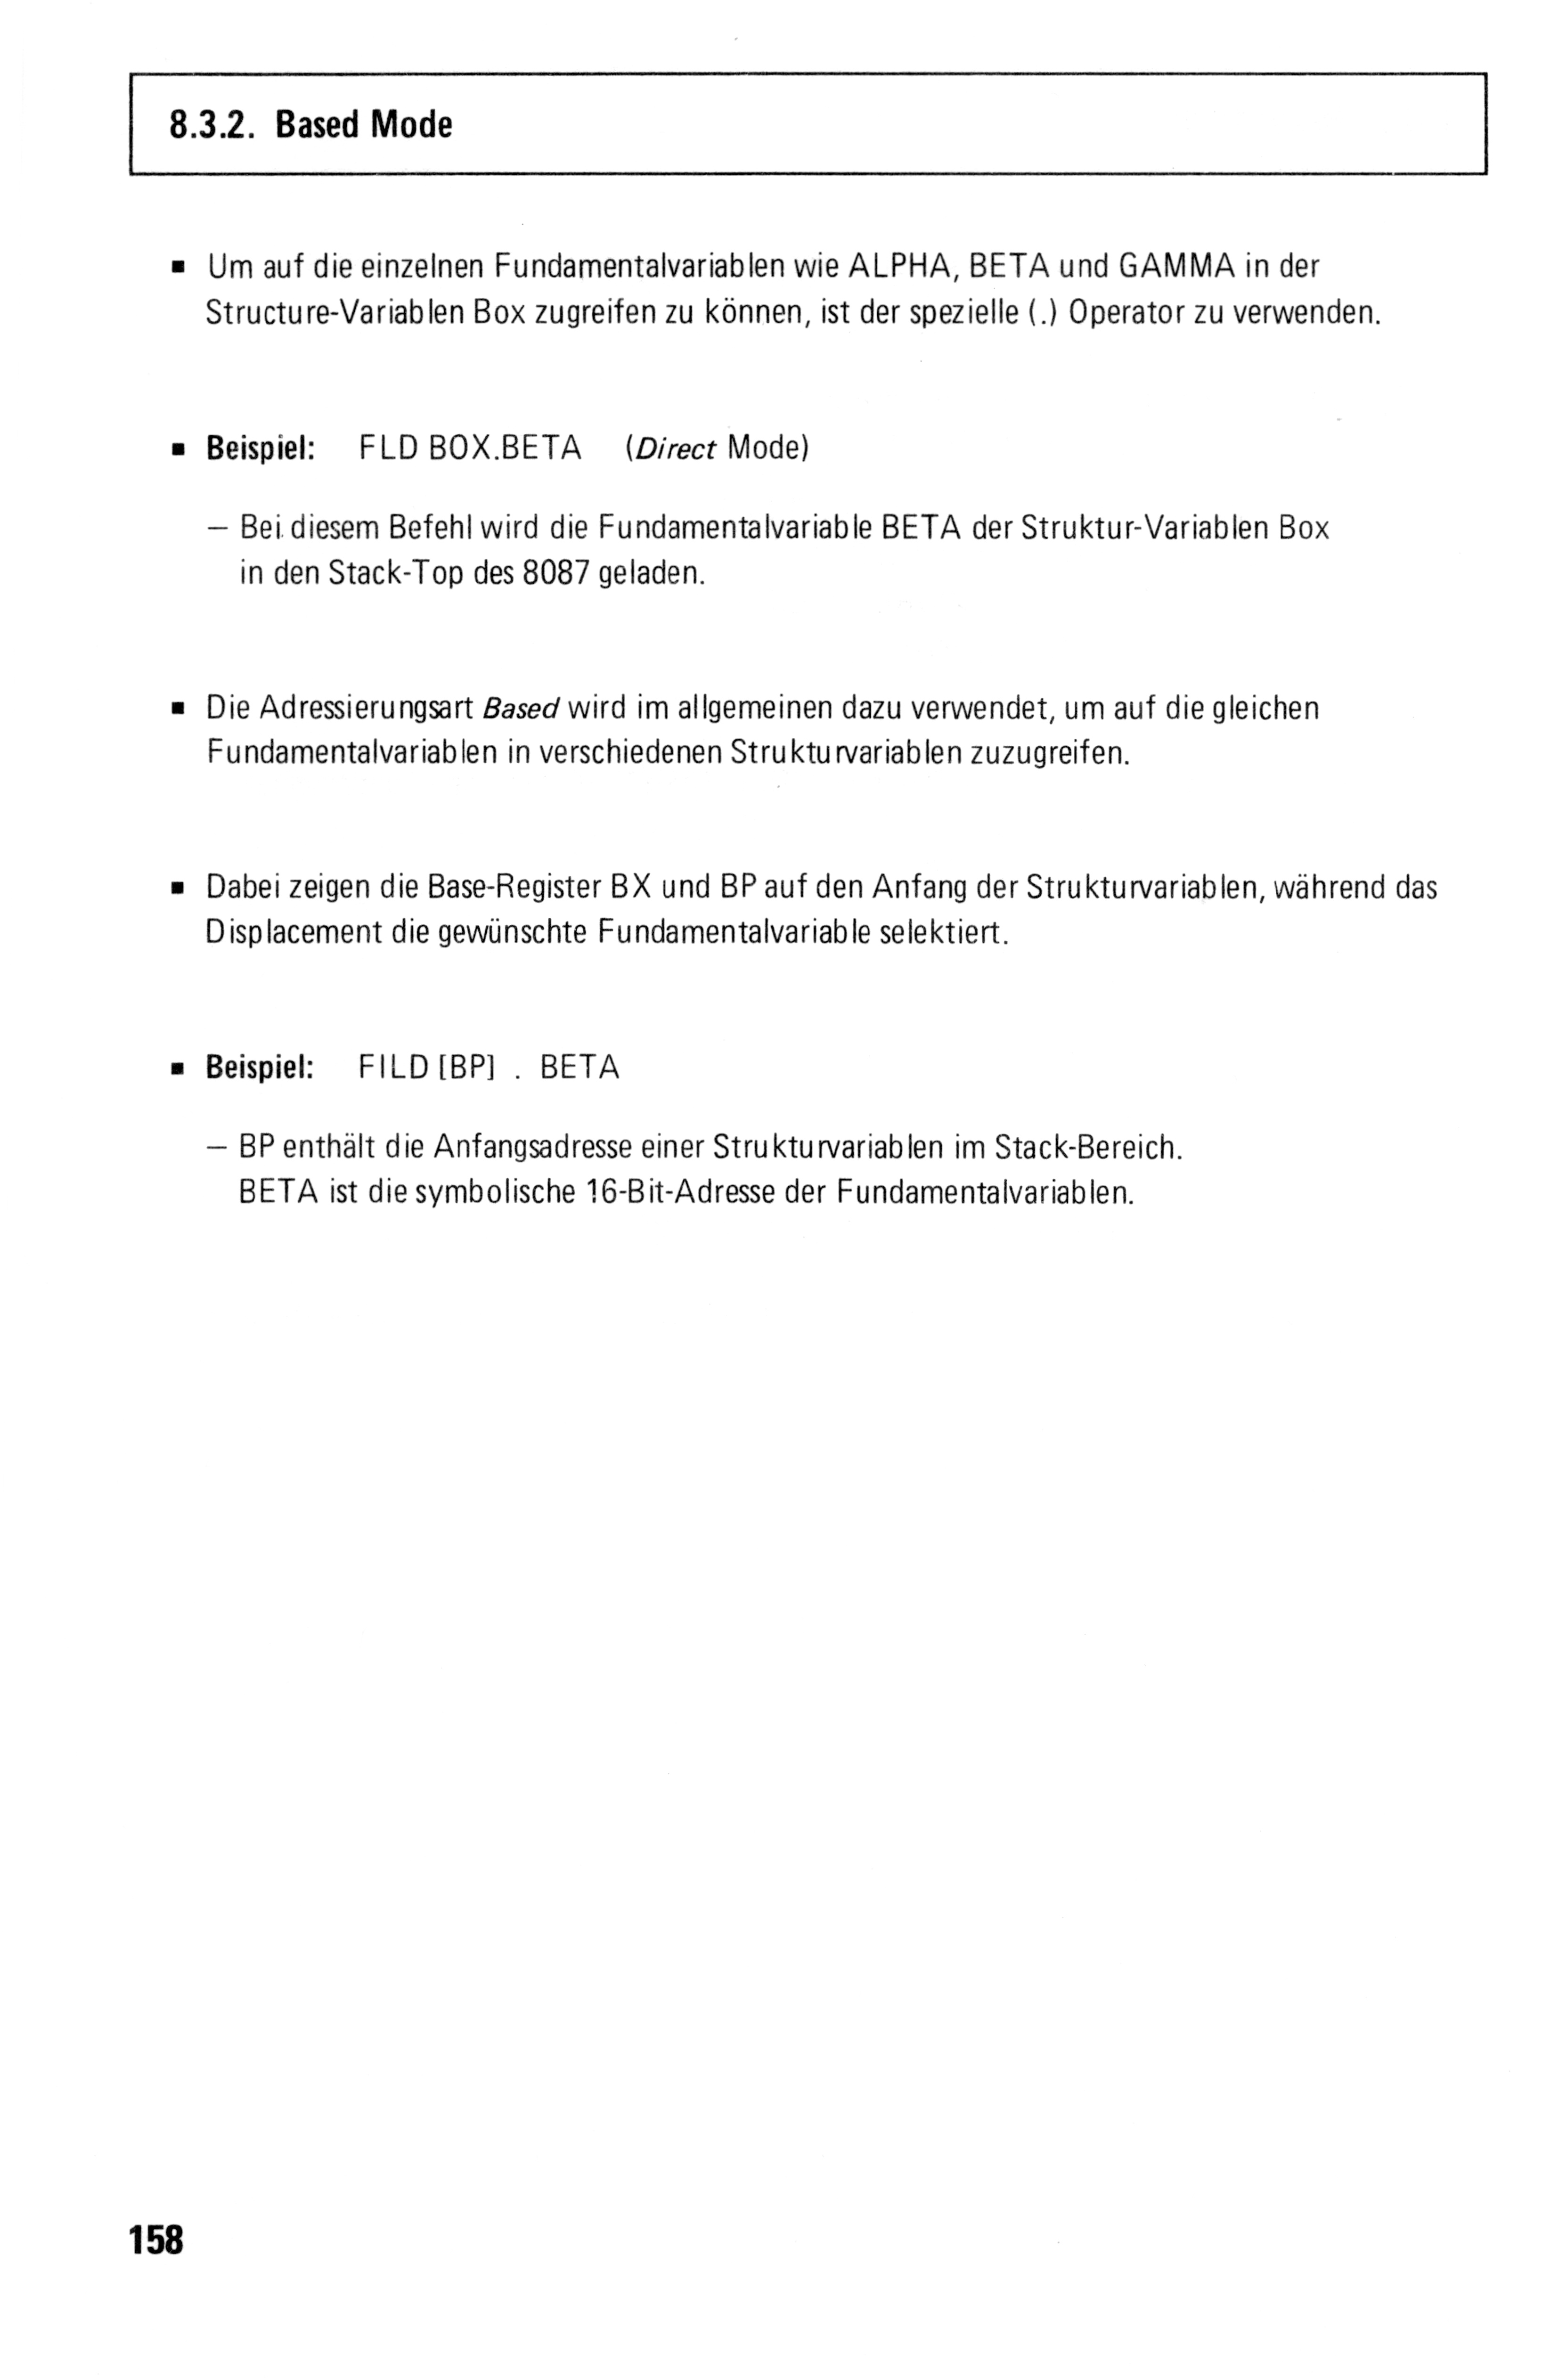 8.3.2. Based Mode
▪ Um auf die einzelnen Fundamentalvariablen wie ALPHA, BETA und GAMMA in der
Structure-Variablen Box zugreifen zu können, ist der spezielle (.) Operator zu verwenden.
▪ Beispiel: FLD BOX.BETA (Direct Mode)
– Bei diesem Befehl wird die Fundamentalvariable BETA der Struktur-Variablen Box
in den Stack-Top des 8087 geladen.
▪ Die Adressierungsart Based wird im allgemeinen dazu verwendet, um auf die gleichen
Fundamentalvariablen in verschiedenen Strukturvariablen zuzugreifen.
▪ Dabei zeigen die Base-Register BX und BP auf den Anfang der Strukturvariablen, während das
Displacement die gewünschte Fundamentalvariable selektiert.
▪ Beispiel: FILD [BP] . BETA
– BP enthält die Anfangsadresse einer Strukturvariablen im Stack-Bereich.
BETA ist die symbolische 16-Bit-Adresse der Fundamentalvariablen.
158